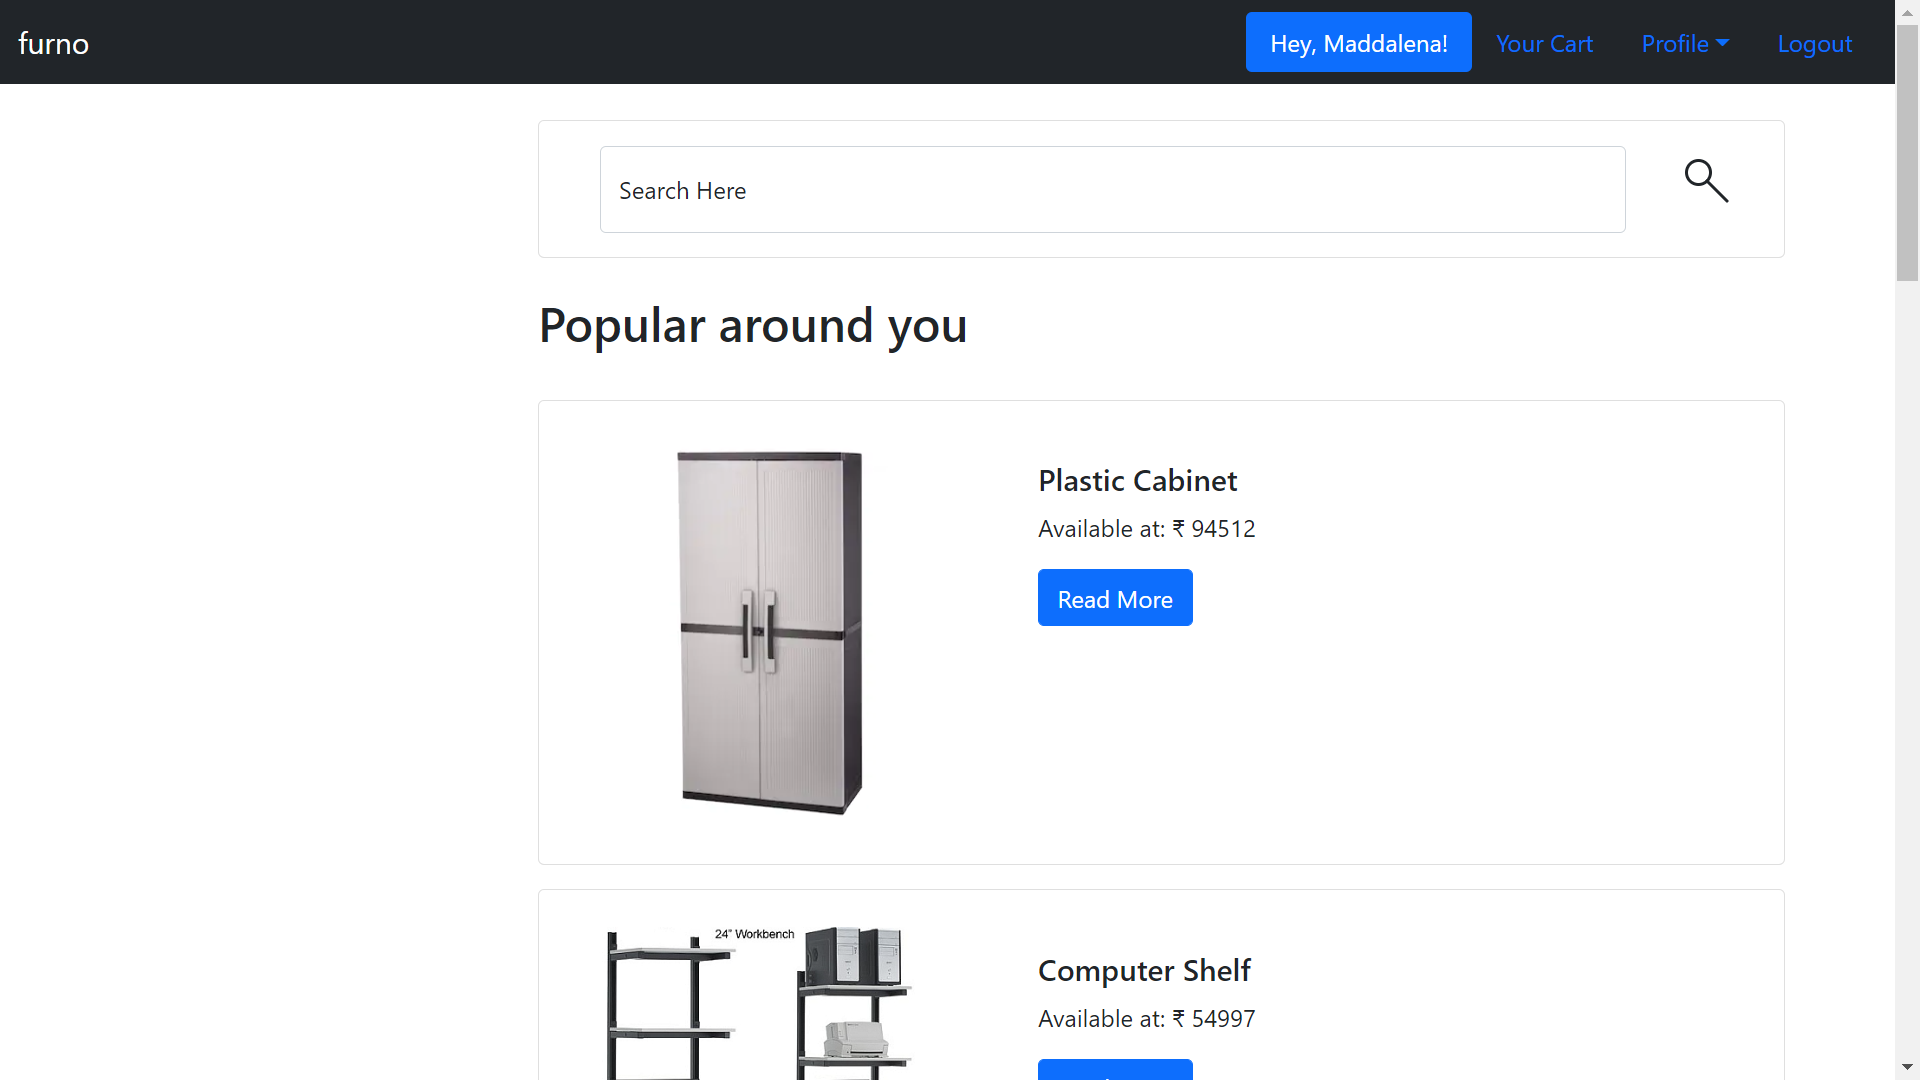 furno
Hey, Maddalena!
Your Cart
Profile
Logout
Search Here
Popular around you
Plastic Cabinet
Available at: ₹ 94512
Read More
24" Workbench
Computer Shelf
Available at: ₹ 54997